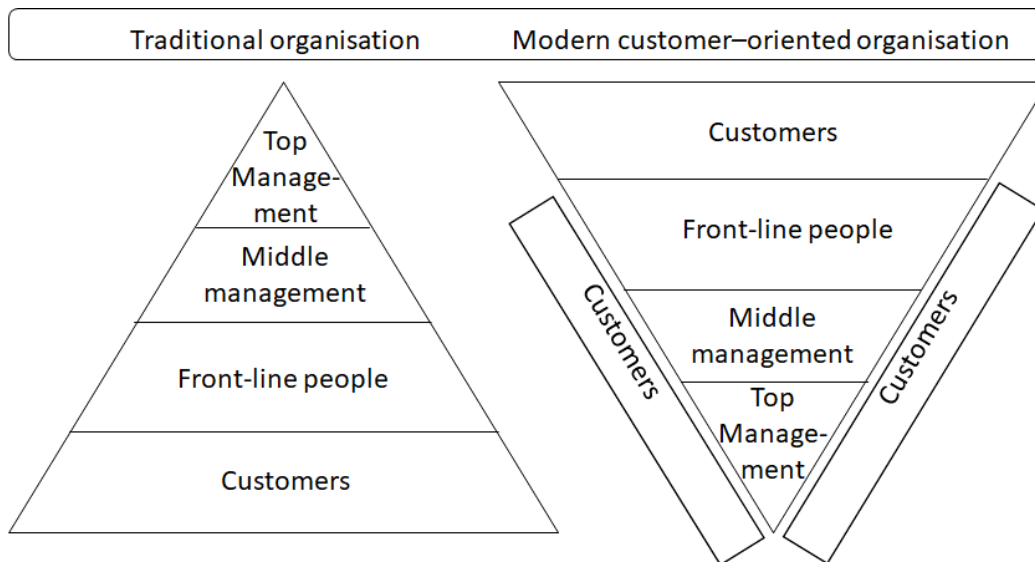 Traditional organisation
Modern customer–oriented organisation
Top
Manage-
ment
Middle
management
Front-line people
Customers
Customers
Front-line people
Middle
management
Top
Manage-
ment
Customers
Customers